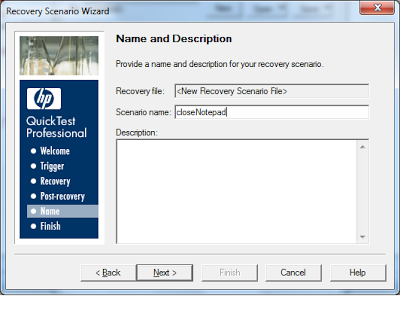 Recovery Scenario Wizard
Name and Description
Provide a name and description for your recovery scenario.
Recovery file: <New Recovery Scenario File>
Scenario name: closeNotepad
Description:
hp
QuickTest
Professional
Welcome
Trigger
Recovery
Post-recovery
Name
Finish
< Back
Next >
Finish
Cancel
Help